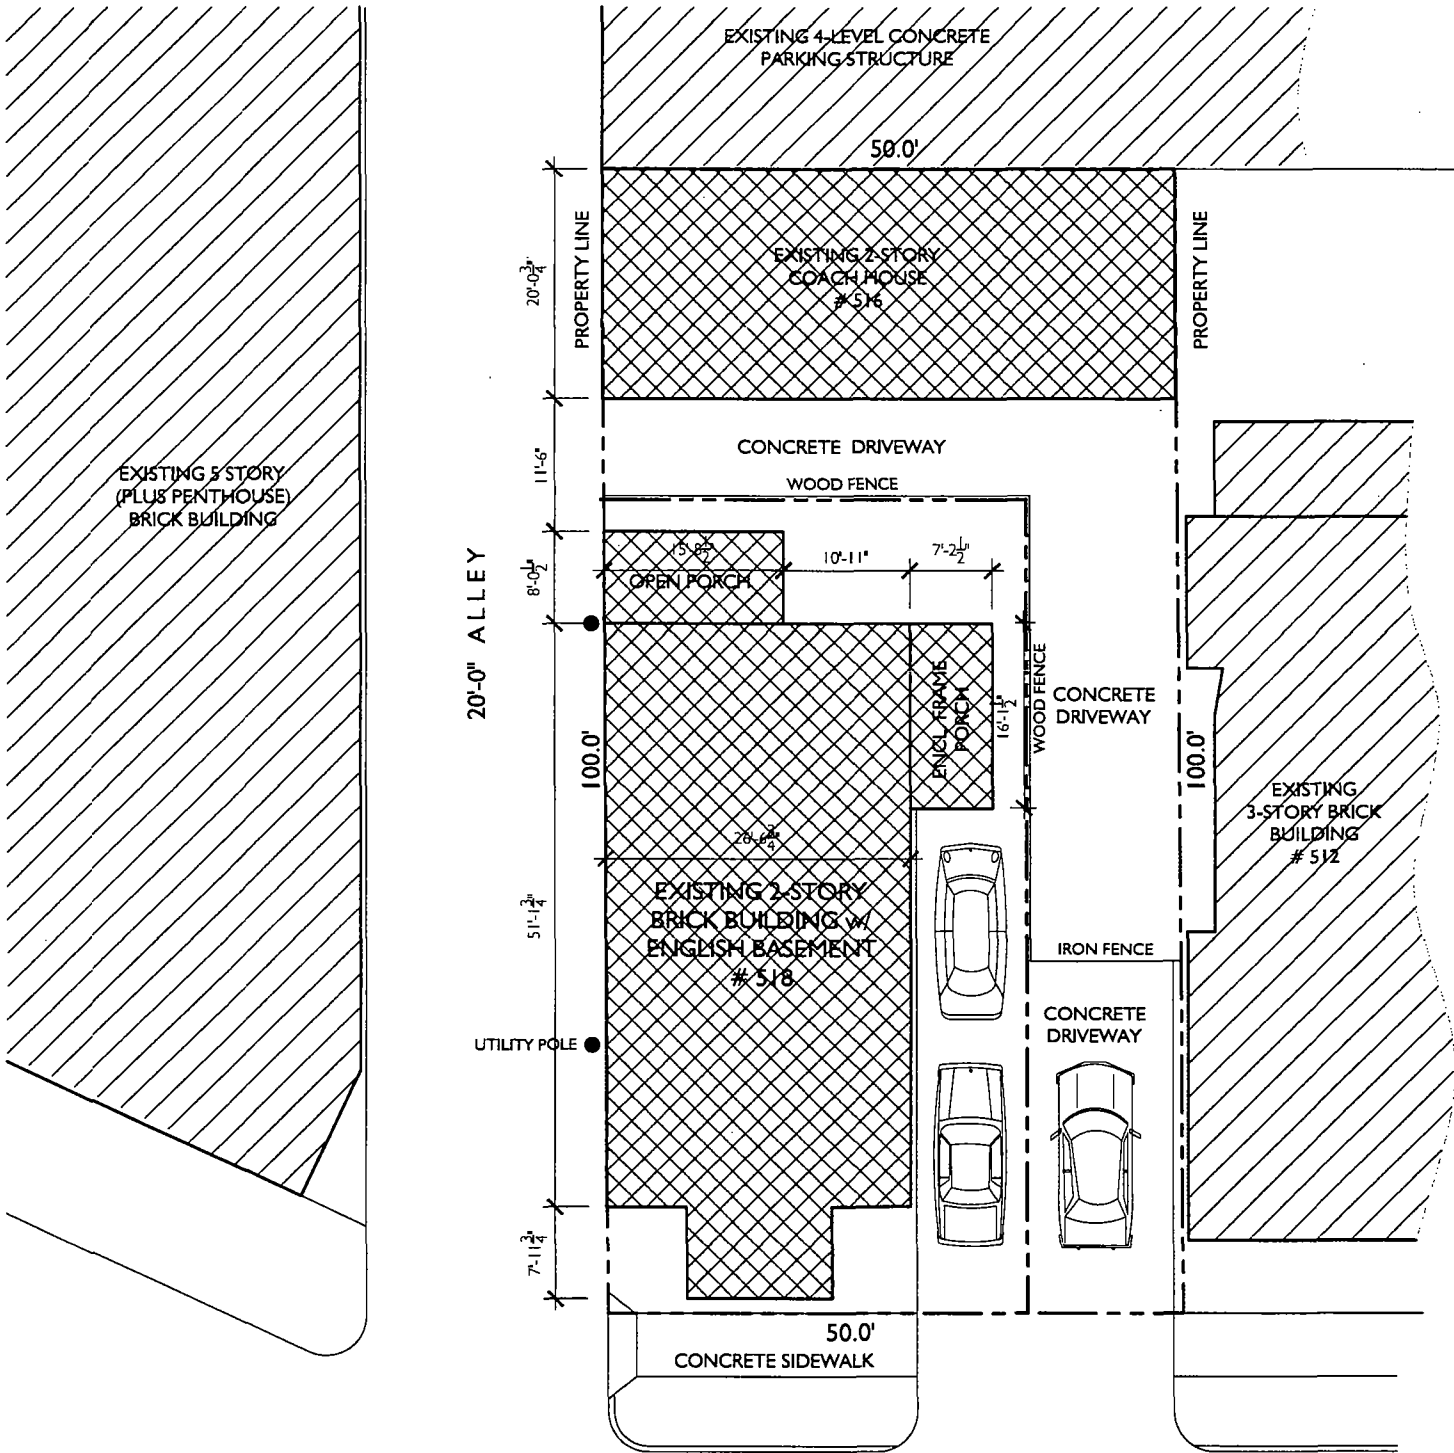 EXISTING 4-LEVEL CONCRETE
PARKING STRUCTURE
50.0'
PROPERTY LINE
PROPERTY LINE
20'-0¾"
EXISTING 2-STORY
COACH HOUSE
# 516
CONCRETE DRIVEWAY
WOOD FENCE
11'-6"
EXISTING 5 STORY
(PLUS PENTHOUSE)
BRICK BUILDING
20'-0" ALLEY
8'-0½"
15'-8½"
10'-11"
7'-2½"
OPEN PORCH
ENCL. FRAME
PORCH
16'-1½"
WOOD FENCE
CONCRETE
DRIVEWAY
100.0'
100.0'
EXISTING
3-STORY BRICK
BUILDING
# 512
26'-6¾"
51'-1¾"
EXISTING 2-STORY
BRICK BUILDING w/
ENGLISH BASEMENT
# 518
IRON FENCE
CONCRETE
DRIVEWAY
UTILITY POLE
7'-11¾"
50.0'
CONCRETE SIDEWALK